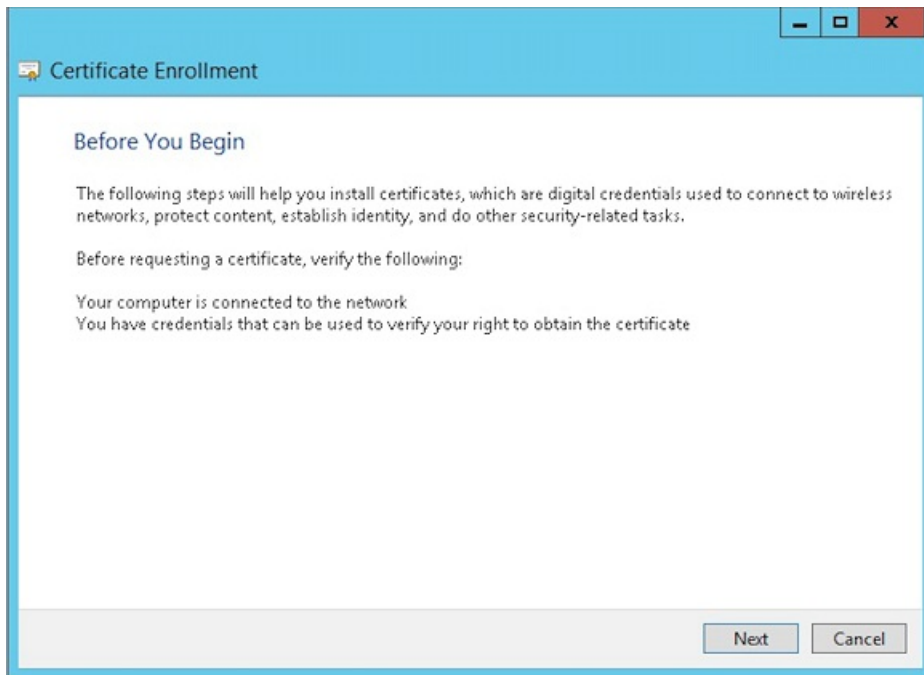 Certificate Enrollment
Before You Begin
The following steps will help you install certificates, which are digital credentials used to connect to wireless
networks, protect content, establish identity, and do other security-related tasks.
Before requesting a certificate, verify the following:
Your computer is connected to the network
You have credentials that can be used to verify your right to obtain the certificate
Next Cancel